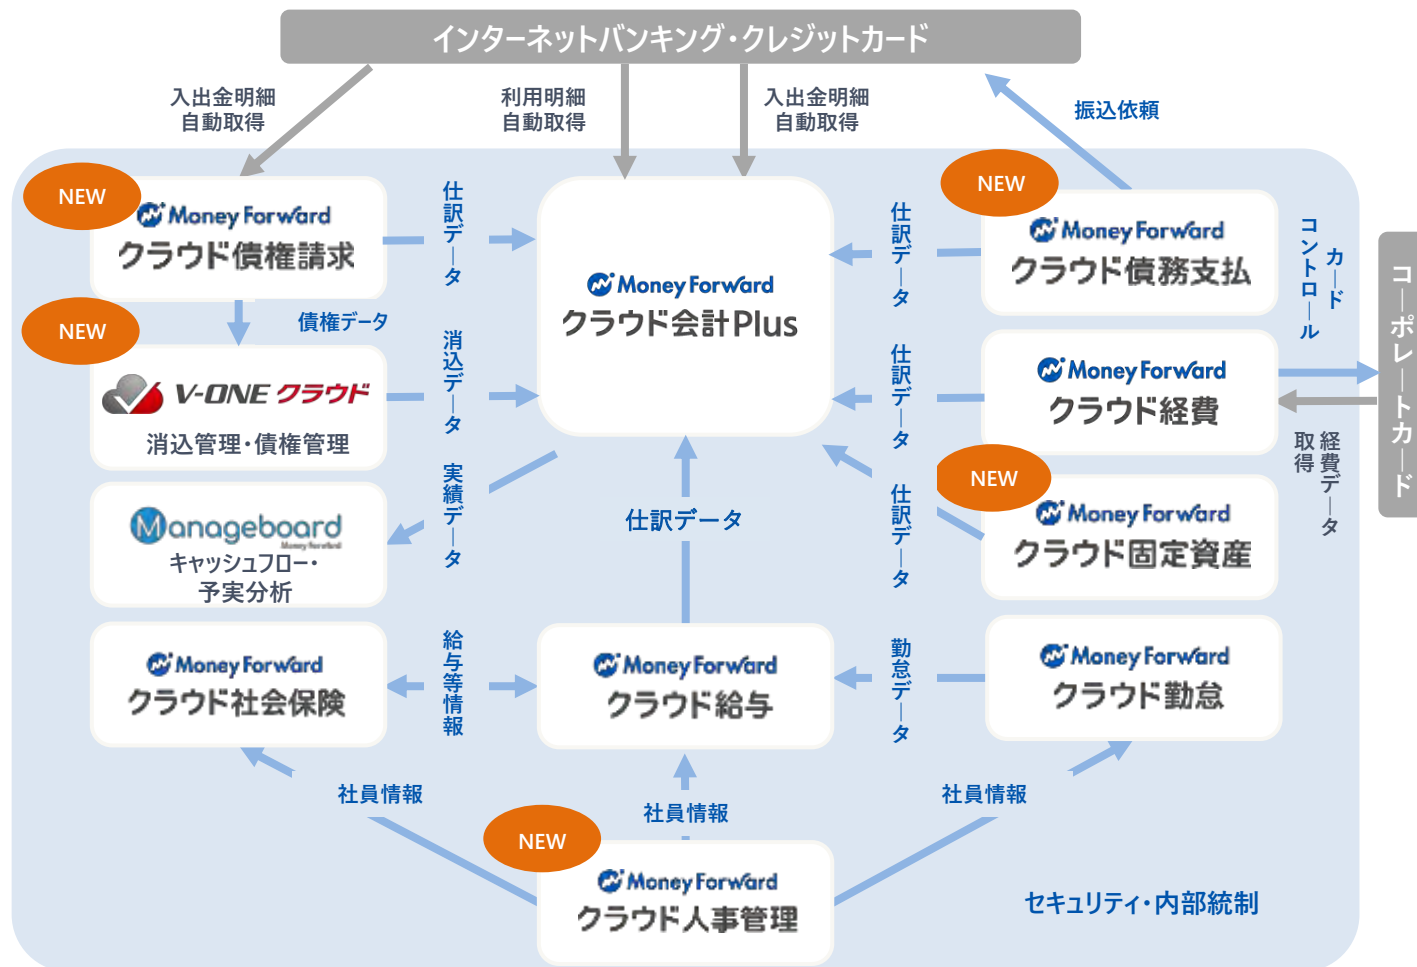 インターネットバンキング・クレジットカード
入出金明細
自動取得
利用明細
自動取得
入出金明細
自動取得
振込依頼
NEW
Money Forward
クラウド債権請求
仕訳データ
Money Forward
クラウド会計Plus
仕訳データ
NEW
Money Forward
クラウド債務支払
カード
コントロール
コーポレートカード
債権データ
NEW
V-ONE クラウド
消込管理・債権管理
消込データ
仕訳データ
Money Forward
クラウド経費
経費データ
取得
Manageboard
Money Forward
キャッシュフロー・
予実分析
実績データ
仕訳データ
仕訳データ
NEW
Money Forward
クラウド固定資産
Money Forward
クラウド社会保険
給与等情報
Money Forward
クラウド給与
勤怠データ
Money Forward
クラウド勤怠
社員情報
社員情報
社員情報
NEW
Money Forward
クラウド人事管理
セキュリティ・内部統制